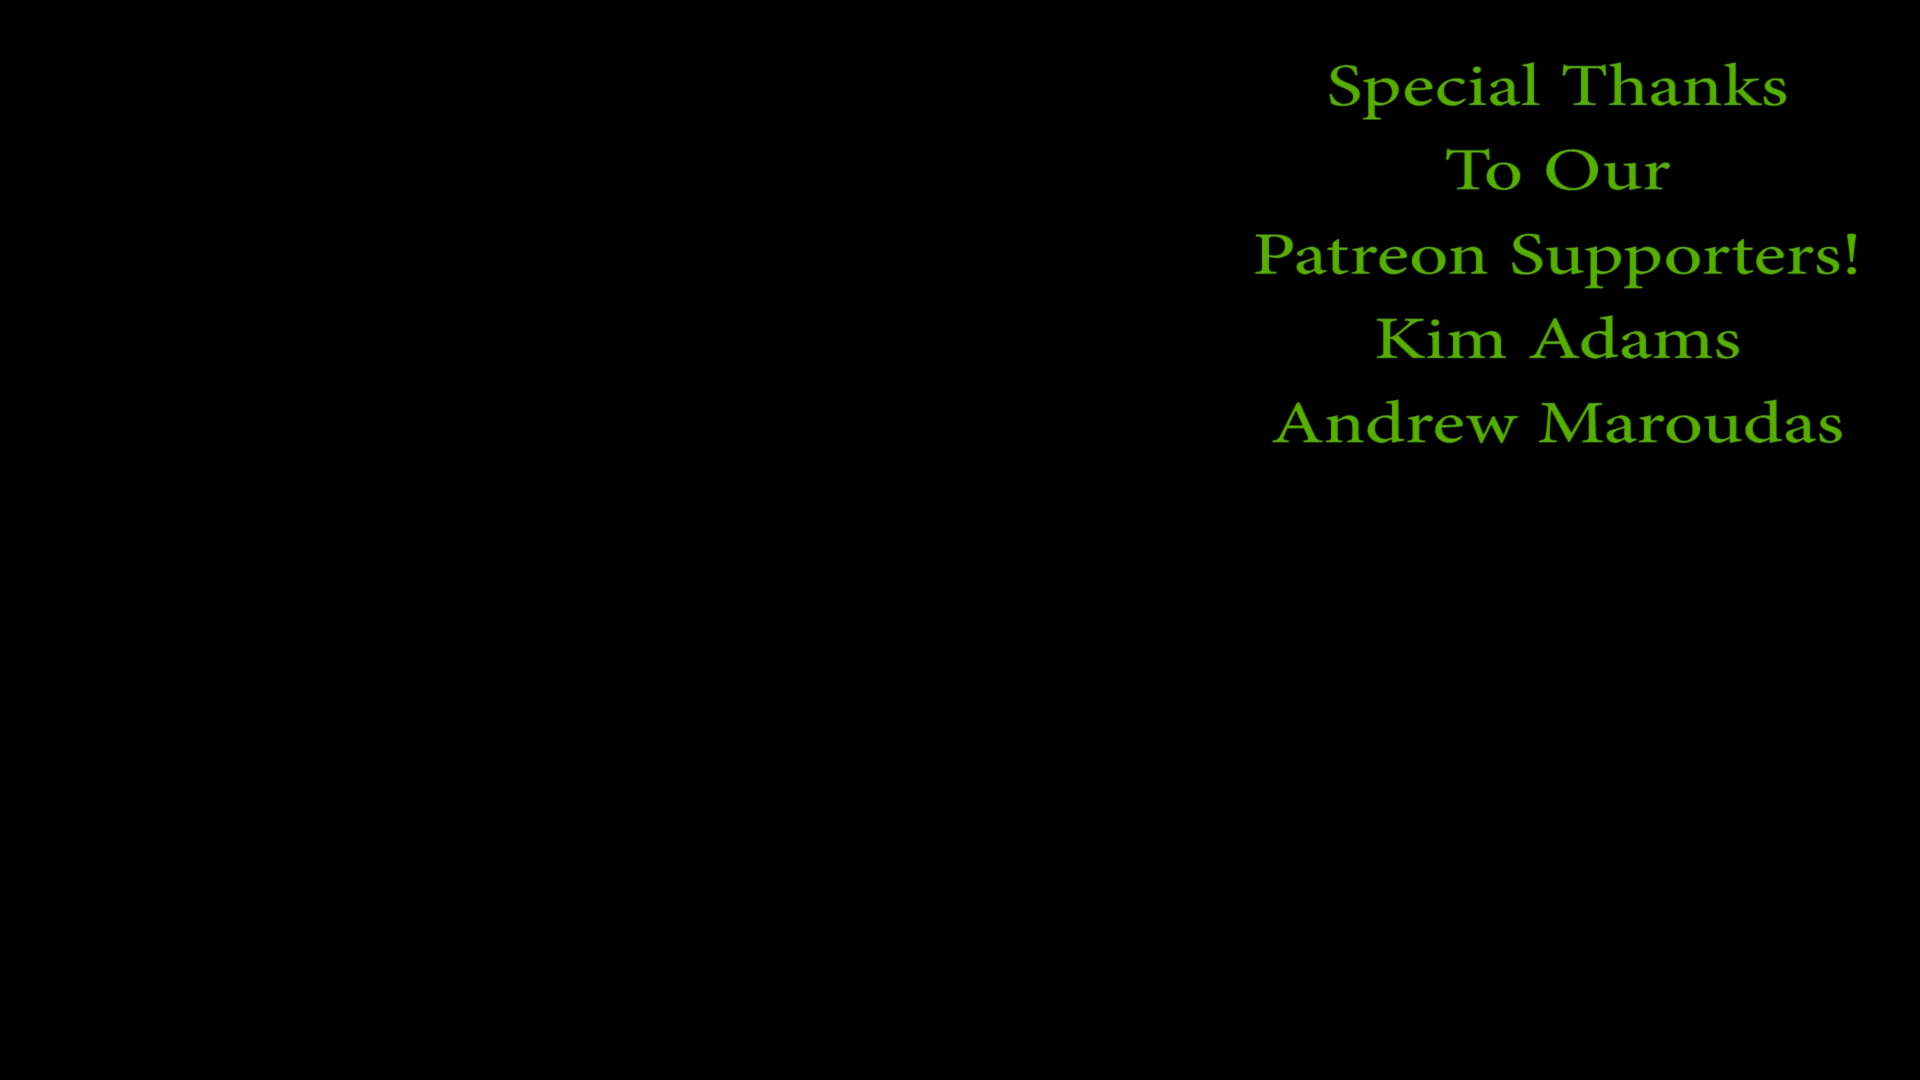 Special Thanks
To Our
Patreon Supporters!
Kim Adams
Andrew Maroudas